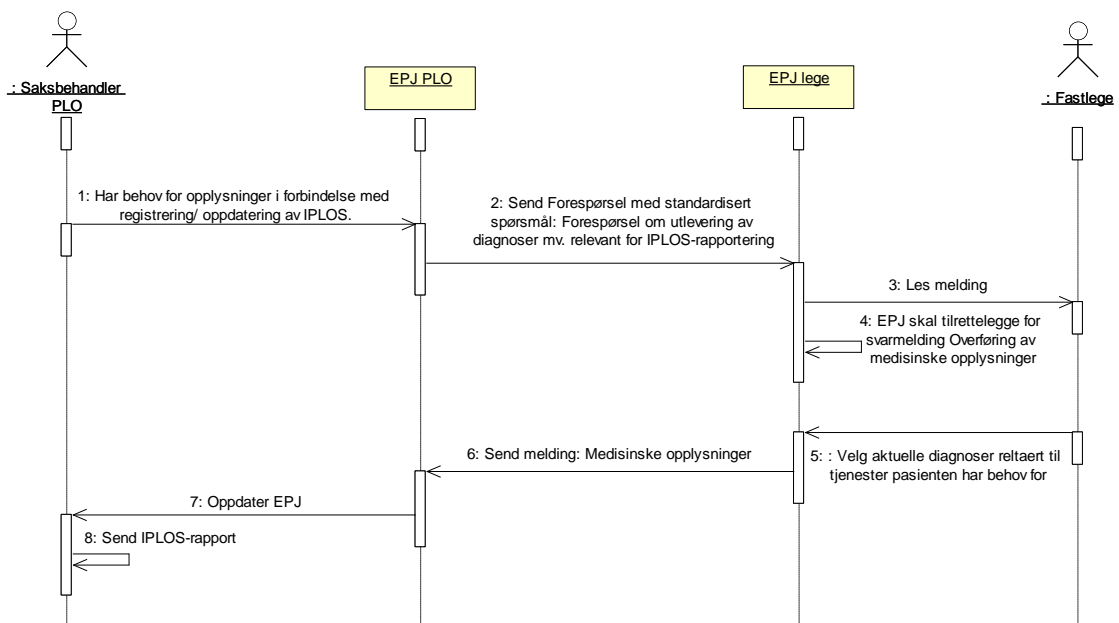 : Saksbehandler
PLO
EPJ PLO
EPJ lege
: Fastlege
1: Har behov for opplysninger i forbindelse med
registrering/ oppdatering av IPLOS.
2: Send Forespørsel med standardisert
spørsmål: Forespørsel om utlevering av
diagnoser mv. relevant for IPLOS-rapportering
3: Les melding
4: EPJ skal tilrettelegge for
svarmelding Overføring av
medisinske opplysninger
5: : Velg aktuelle diagnoser reltaert til
tjenester pasienten har behov for
6: Send melding: Medisinske opplysninger
7: Oppdater EPJ
8: Send IPLOS-rapport